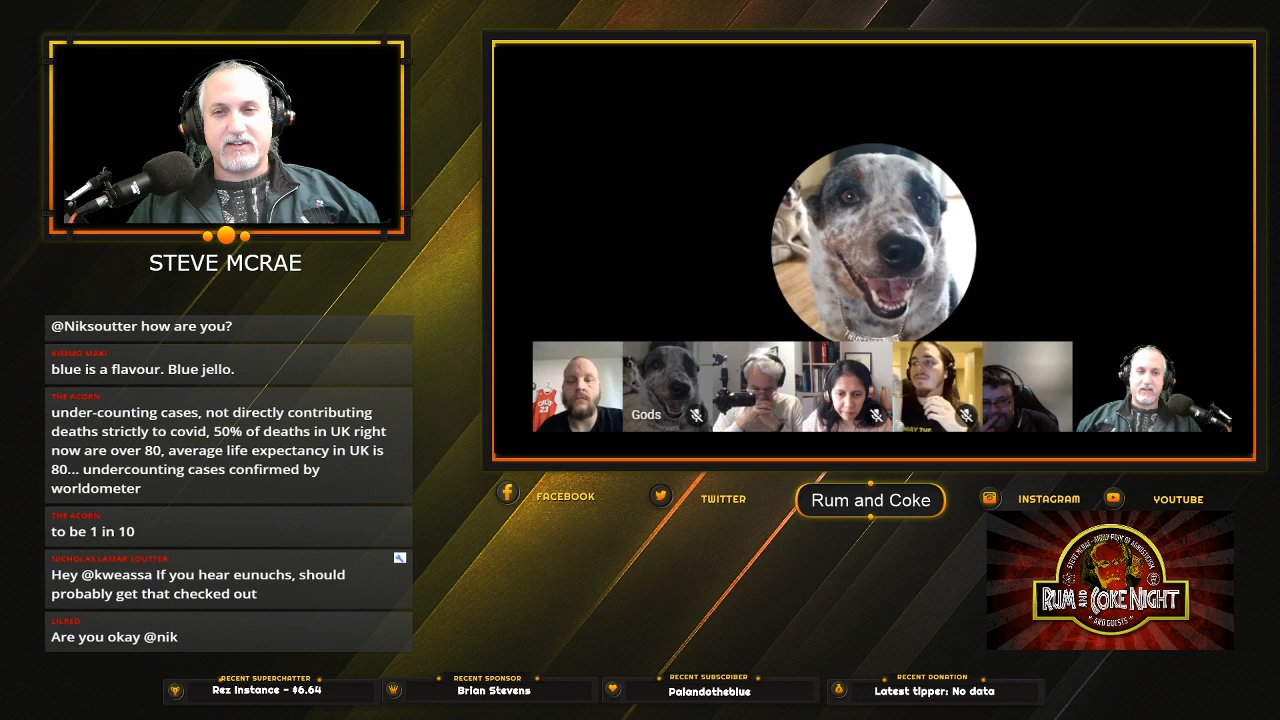 STEVE MCRAE
@Niksoutter how are you?
KIMMO MAKI
blue is a flavour. Blue jello.
THE ACORN
under-counting cases, not directly contributing
deaths strictly to covid, 50% of deaths in UK right
now are over 80, average life expectancy in UK is
80... undercounting cases confirmed by
worldometer
THE ACORN
to be 1 in 10
NICHOLAS LAMAR SOUTTER
Hey @kweassa If you hear eunuchs, should
probably get that checked out
LILRED
Are you okay @nik
23
Gods
MAY THE
FACEBOOK
TWITTER
Rum and Coke
INSTAGRAM
YOUTUBE
RUM AND COKE NIGHT
AND GUESTS
RECENT SUPERCHATTER
Rez Instance - $6.64
RECENT SPONSOR
Brian Stevens
RECENT SUBSCRIBER
Palandotheblue
RECENT DONATION
Latest tipper: No data